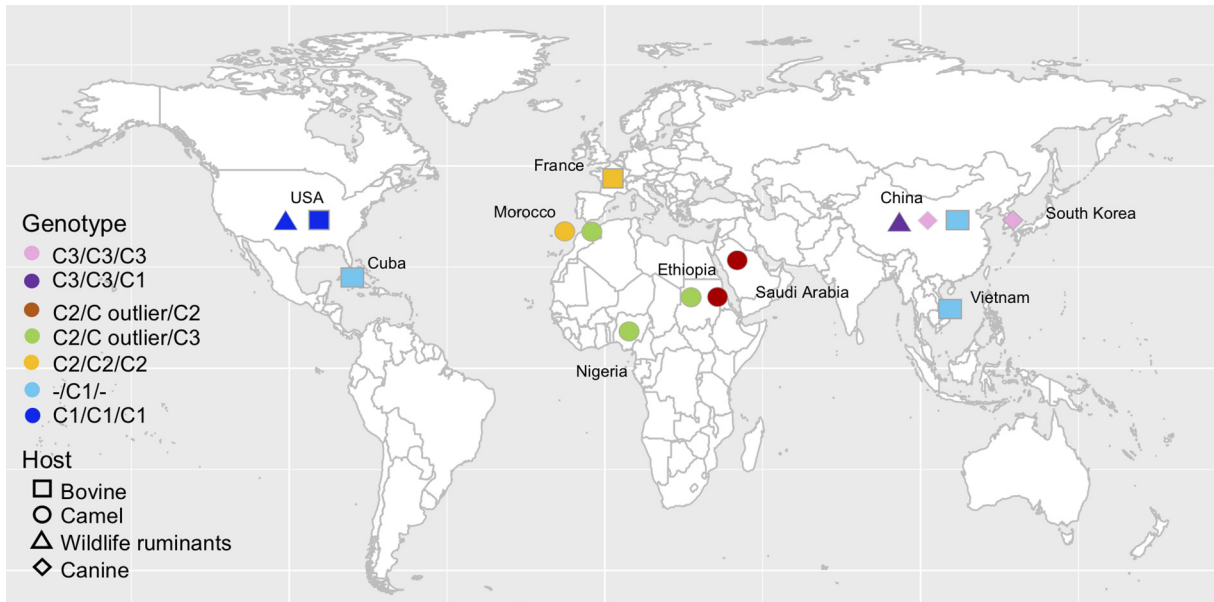 France
USA
China
Morocco
South Korea
Genotype
C3/C3/C3
Cuba
Ethiopia
C3/C3/C1
Saudi Arabia
Vietnam
C2/C outlier/C2
C2/C outlier/C3
C2/C2/C2
Nigeria
-/C1/-
C1/C1/C1
Host
Bovine
Camel
Wildlife ruminants
Canine